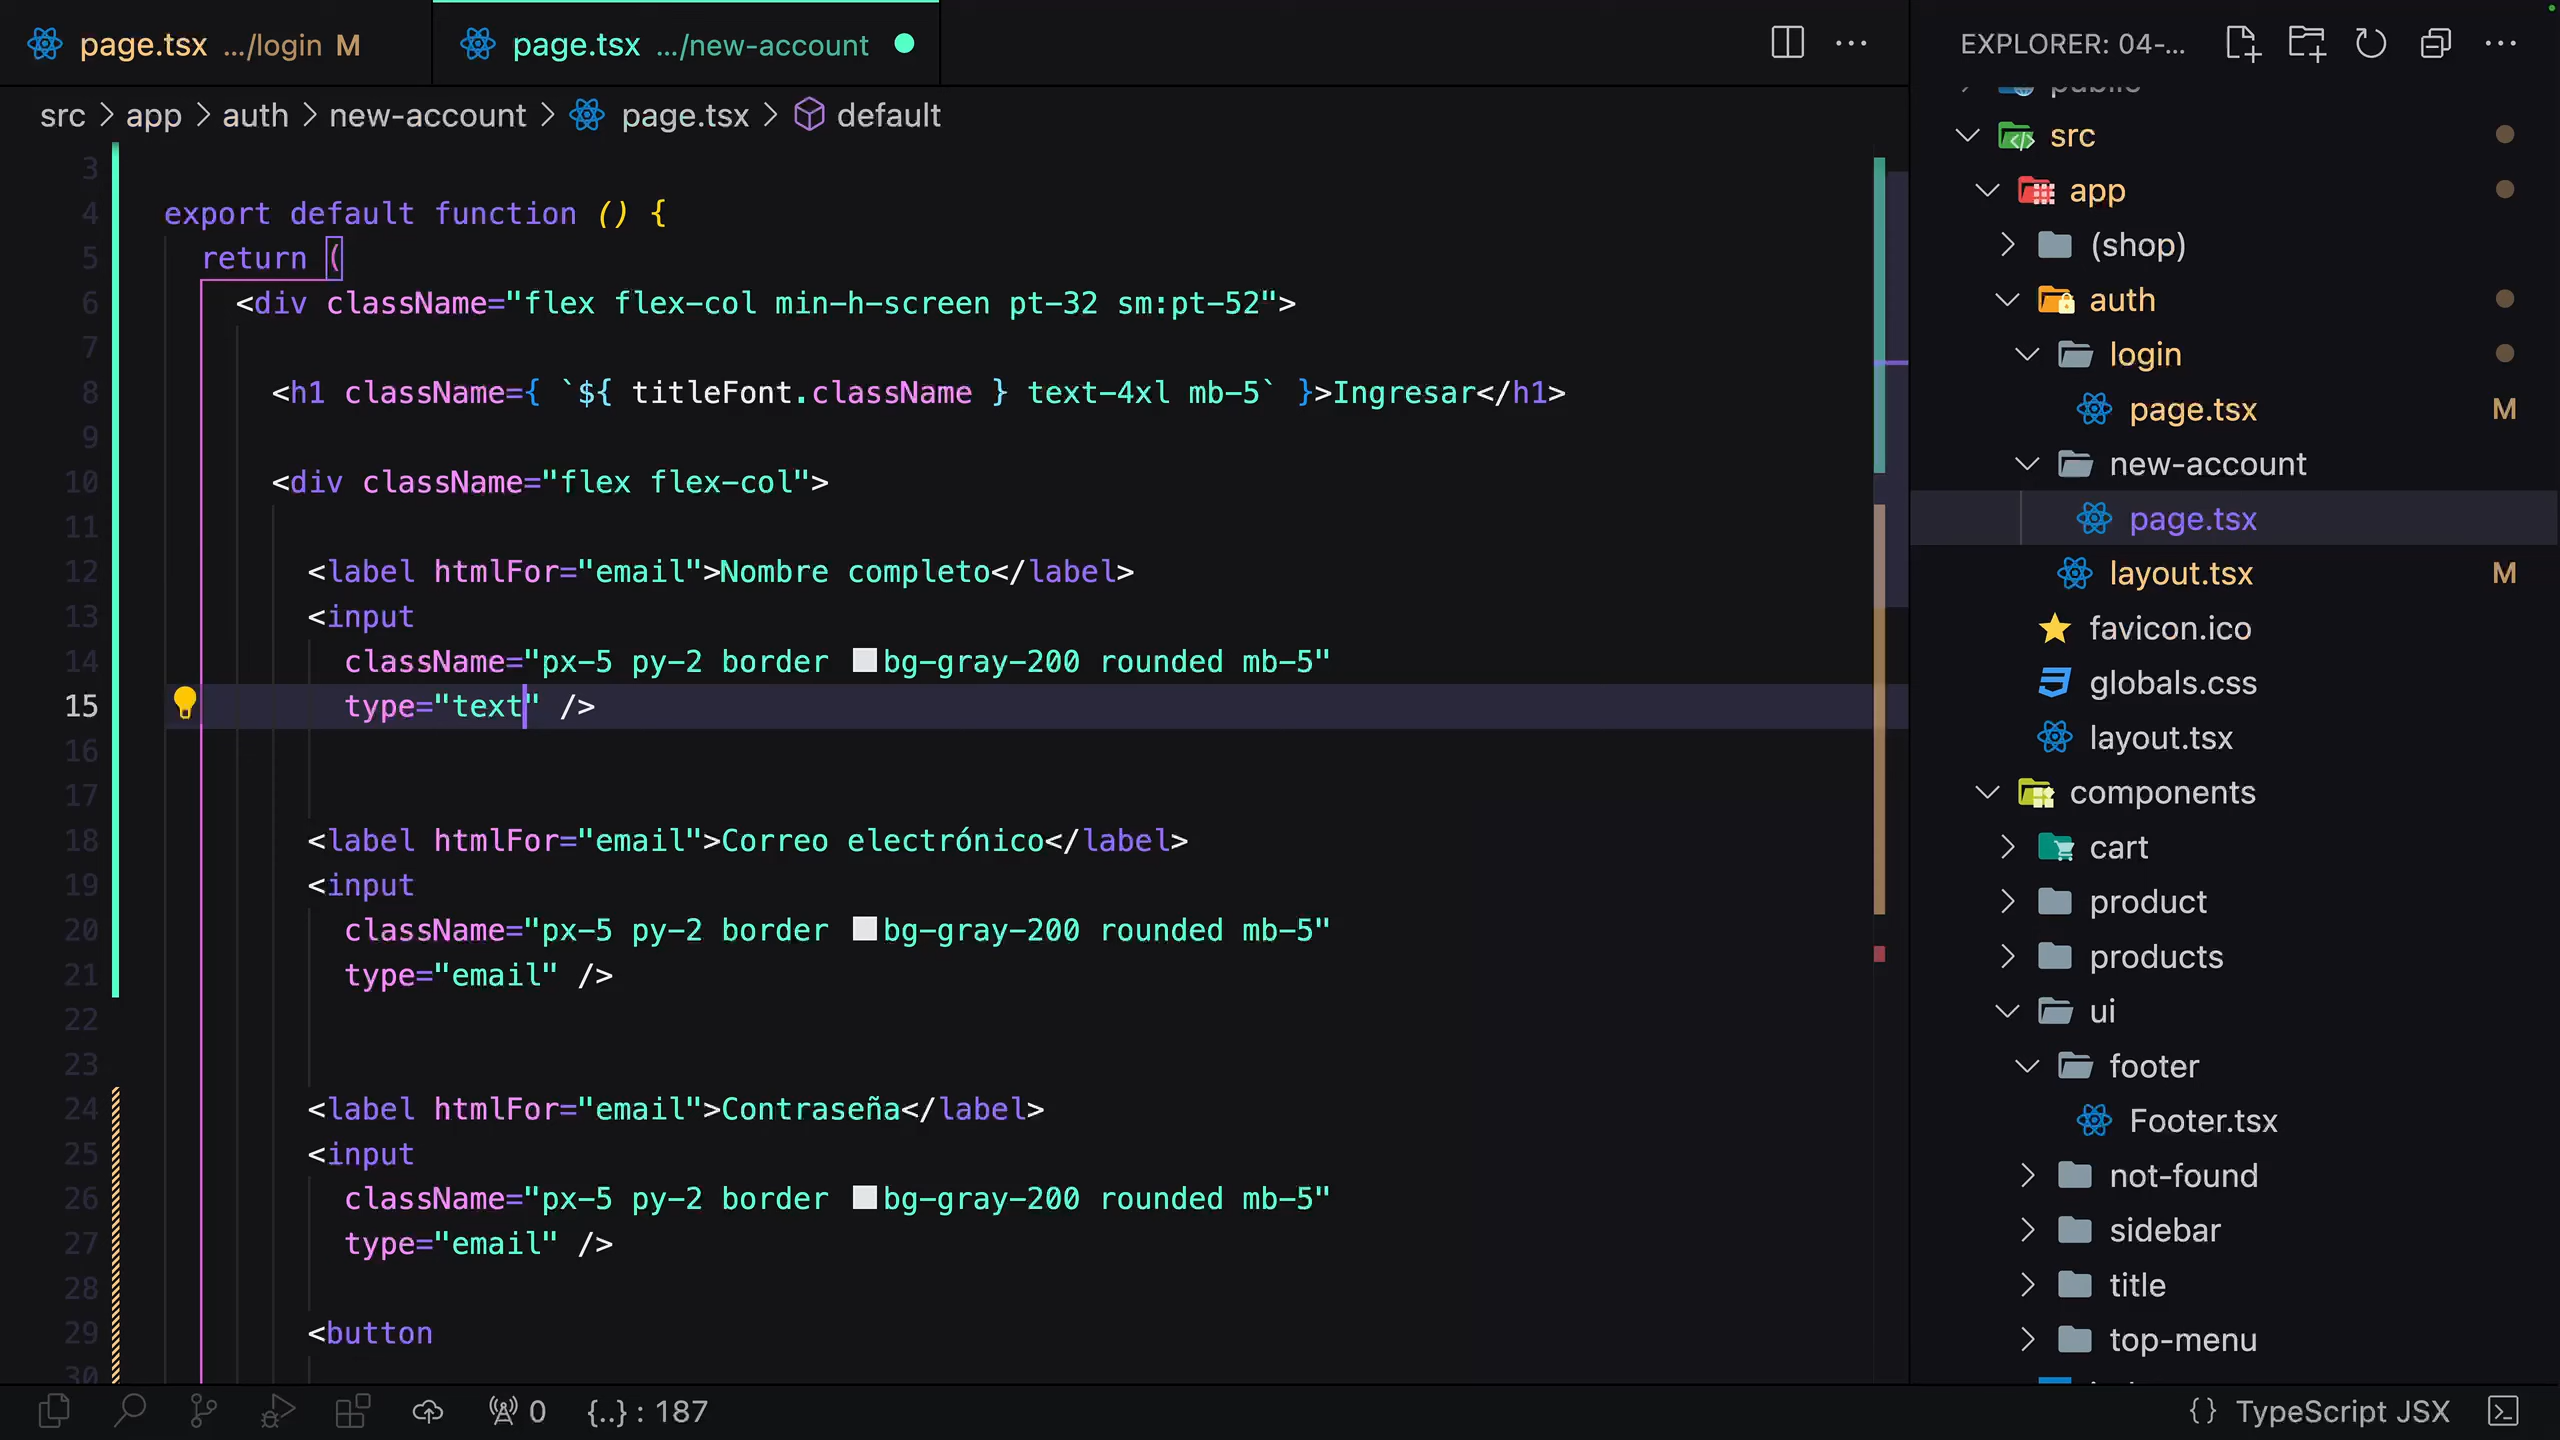 page.tsx .../login M
page.tsx .../new-account
src > app > auth > new-account > page.tsx > default
3
4 export default function () {
5 return (
6 <div className="flex flex-col min-h-screen pt-32 sm:pt-52">
7
8 <h1 className={ `${ titleFont.className } text-4xl mb-5` }>Ingresar</h1>
9
10 <div className="flex flex-col">
11
12 <label htmlFor="email">Nombre completo</label>
13 <input
14 className="px-5 py-2 border bg-gray-200 rounded mb-5"
15 type="text" />
16
17
18 <label htmlFor="email">Correo electrónico</label>
19 <input
20 className="px-5 py-2 border bg-gray-200 rounded mb-5"
21 type="email" />
22
23
24 <label htmlFor="email">Contraseña</label>
25 <input
26 className="px-5 py-2 border bg-gray-200 rounded mb-5"
27 type="email" />
28
29 <button
30
EXPLORER: 04-...
public
src
app
(shop)
auth
login
page.tsx M
new-account
page.tsx
layout.tsx M
favicon.ico
globals.css
layout.tsx
components
cart
product
products
ui
footer
Footer.tsx
not-found
sidebar
title
top-menu
0 {..} : 187
{} TypeScript JSX